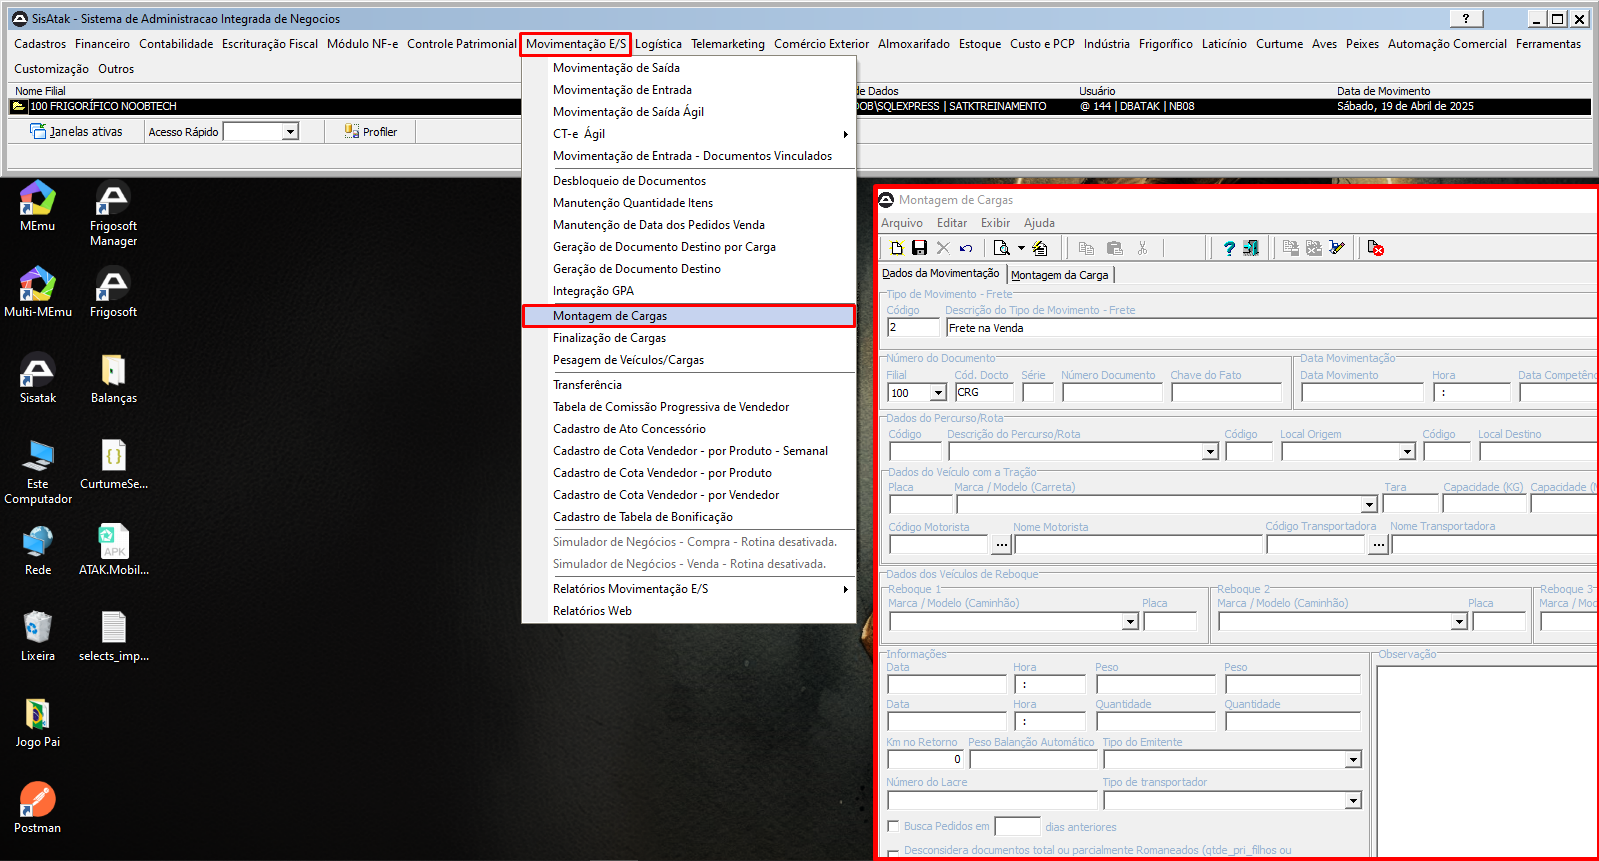 SisAtak - Sistema de Administracao Integrada de Negocios
?
Cadastros Financeiro Contabilidade Escrituração Fiscal Módulo NF-e Controle Patrimonial Movimentação E/S Logística Telemarketing Comércio Exterior Almoxarifado Estoque Custo e PCP Indústria Frigorífico Laticínio Curtume Aves Peixes Automação Comercial Ferramentas
Customização Outros
Nome Filial
de Dados
Usuário
Data de Movimento
100 FRIGORÍFICO NOOBTECH
OOB\SQLEXPRESS | SATKTREINAMENTO
@ 144 | DBATAK | NB08
Sábado, 19 de Abril de 2025
Janelas ativas
Acesso Rápido
Profiler
Movimentação de Saída
Movimentação de Entrada
Movimentação de Saída Ágil
CT-e Ágil
Movimentação de Entrada - Documentos Vinculados
Desbloqueio de Documentos
Manutenção Quantidade Itens
Manutenção de Data dos Pedidos Venda
Geração de Documento Destino por Carga
Geração de Documento Destino
Integração GPA
Montagem de Cargas
Finalização de Cargas
Pesagem de Veículos/Cargas
Transferência
Tabela de Comissão Progressiva de Vendedor
Cadastro de Ato Concessório
Cadastro de Cota Vendedor - por Produto - Semanal
Cadastro de Cota Vendedor - por Produto
Cadastro de Cota Vendedor - por Vendedor
Cadastro de Tabela de Bonificação
Simulador de Negócios - Compra - Rotina desativada.
Simulador de Negócios - Venda - Rotina desativada.
Relatórios Movimentação E/S
Relatórios Web
MEmu
Frigosoft
Manager
Multi-MEmu
Frigosoft
Sisatak
Balanças
Este
Computador
{}
CurtumeSe...
Rede
APK
ATAK.Mobil...
Lixeira
selects_imp...
Jogo Pai
Postman
Montagem de Cargas
Arquivo Editar Exibir Ajuda
?
Dados da Movimentação
Montagem da Carga
Tipo de Movimento - Frete
Código
Descrição do Tipo de Movimento - Frete
2
Frete na Venda
Número do Documento
Data Movimentação
Filial
Cód. Docto
Série
Número Documento
Chave do Fato
Data Movimento
Hora
Data Competênc
100
CRG
:
Dados do Percurso/Rota
Código
Descrição do Percurso/Rota
Código
Local Origem
Código
Local Destino
Dados do Veículo com a Tração
Placa
Marca / Modelo (Carreta)
Tara
Capacidade (KG)
Capacidade (M
Código Motorista
Nome Motorista
Código Transportadora
Nome Transportadora
...
...
Dados dos Veículos de Reboque
Reboque 1
Reboque 2
Reboque 3
Marca / Modelo (Caminhão)
Placa
Marca / Modelo (Caminhão)
Placa
Marca / Mo
Informações
Observação
Data
Hora
Peso
Peso
:
Data
Hora
Quantidade
Quantidade
:
Km no Retorno
Peso Balanção Automático
Tipo do Emitente
0
Número do Lacre
Tipo de transportador
Busca Pedidos em
dias anteriores
Desconsidera documentos total ou parcialmente Romaneados (qtde_pri_filhos ou